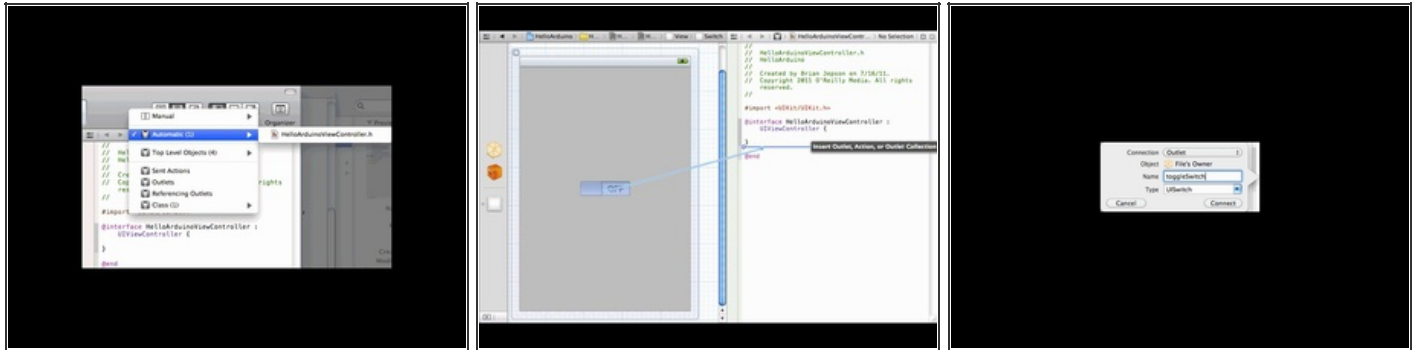 Organizer
Manual
Automatic (1)
HelloArduinoViewController.h
Top Level Objects (4)
Sent Actions
Outlets
Referencing Outlets
Class (1)
rights
//
#import
@interface HelloArduinoViewController :
UIViewController {
}
@end
HelloArduino
View
Switch
HelloArduinoViewContr...
No Selection
//
// HelloArduinoViewController.h
// HelloArduino
//
// Created by Brian Jepson on 7/16/11.
// Copyright 2011 O'Reilly Media. All rights
reserved.
//
#import <UIKit/UIKit.h>
@interface HelloArduinoViewController :
UIViewController {
}
Insert Outlet, Action, or Outlet Collection
@end
OFF
Connection Outlet
Object File's Owner
Name toggleSwitch
Type UISwitch
Cancel Connect